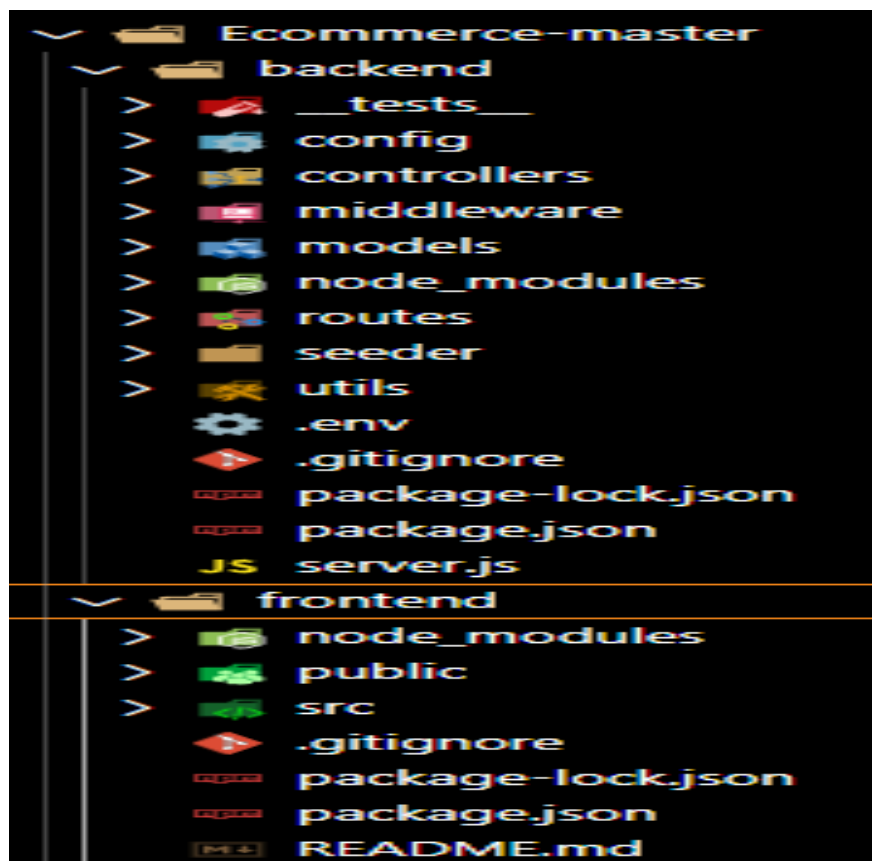 Ecommerce-master
backend
__tests__
config
controllers
middleware
models
node_modules
routes
seeder
utils
.env
.gitignore
package-lock.json
package.json
JS server.js
frontend
node_modules
public
src
.gitignore
package-lock.json
package.json
README.md